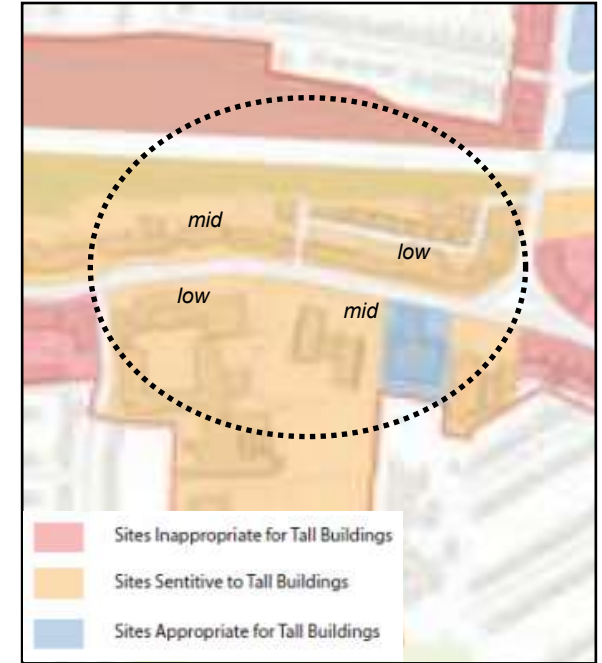 mid
low
low
mid
Sites Inappropriate for Tall Buildings
Sites Sentitive to Tall Buildings
Sites Appropriate for Tall Buildings